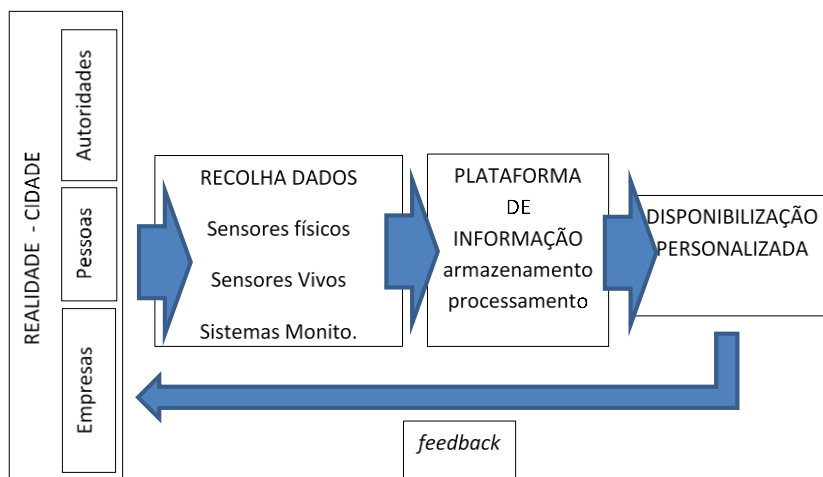 REALIDADE - CIDADE
Autoridades
Pessoas
Empresas
RECOLHA DADOS
Sensores físicos
Sensores Vivos
Sistemas Monito.
PLATAFORMA
DE
INFORMAÇÃO
armazenamento
processamento
DISPONIBILIZAÇÃO
PERSONALIZADA
feedback